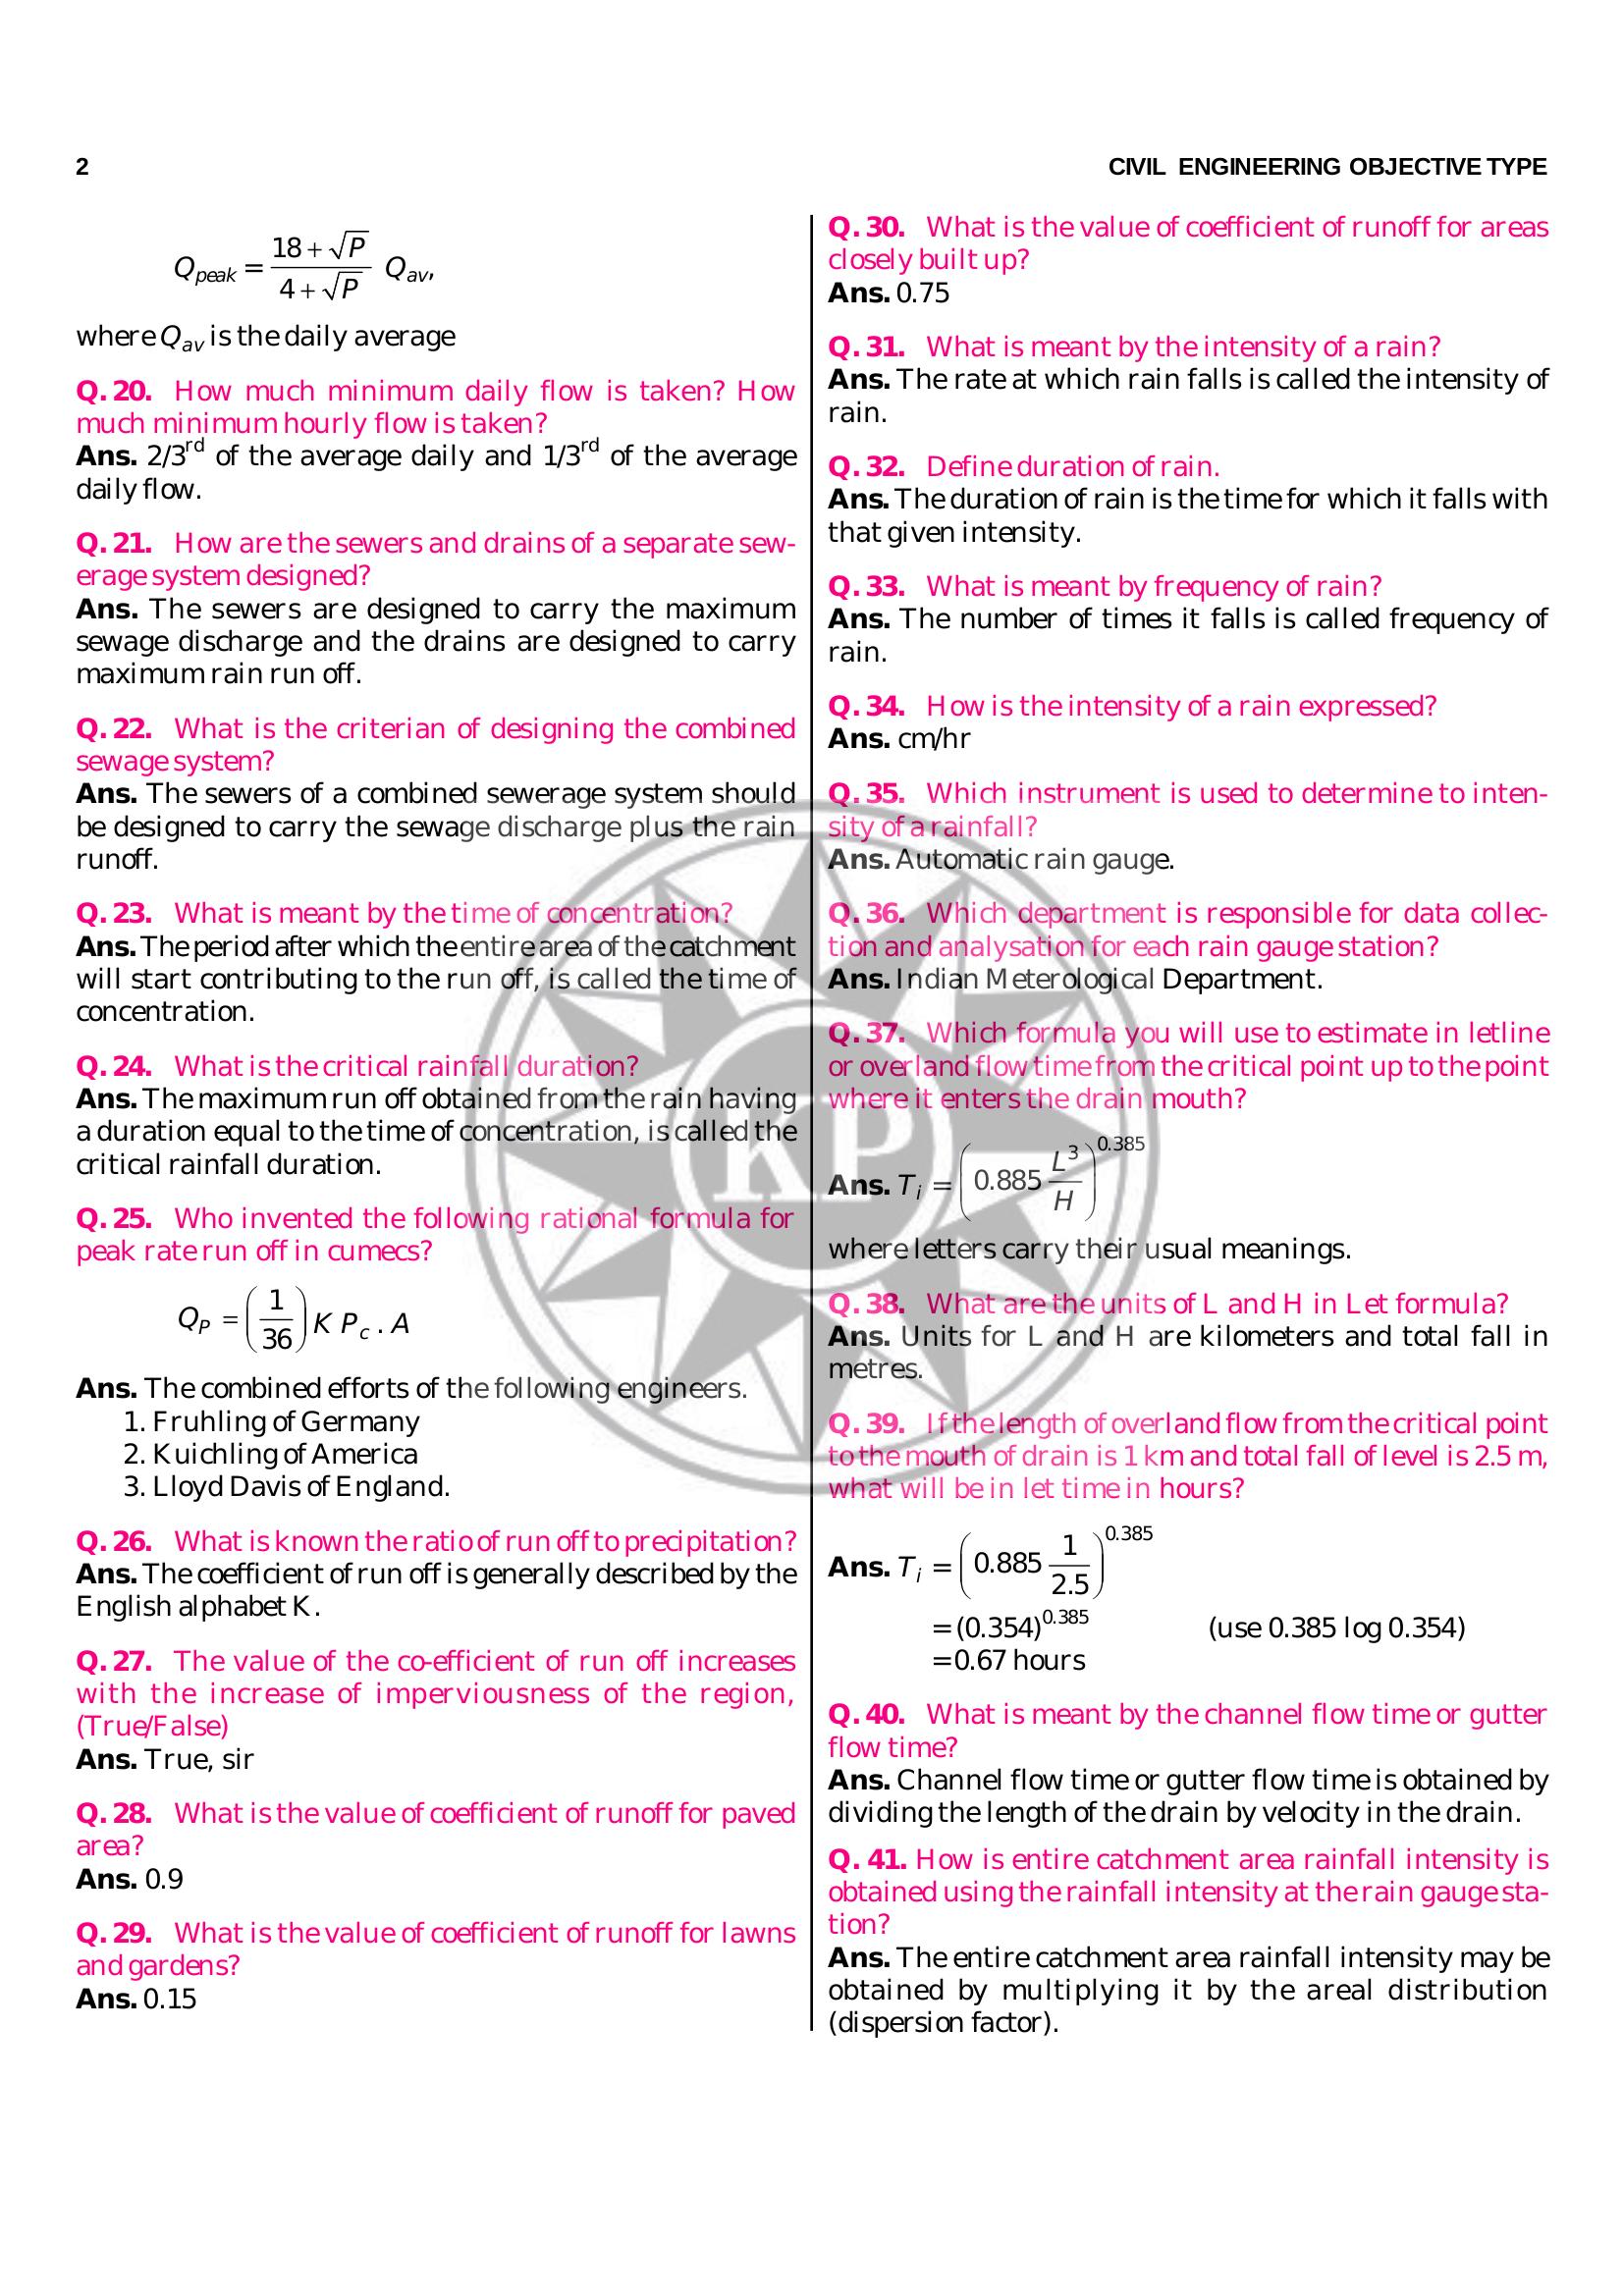 2
CIVIL ENGINEERING OBJECTIVE TYPE
Q_peak = (18 + √P)/(4 + √P) Q_av,
where Q_av is the daily average
Q. 20. How much minimum daily flow is taken? How
much minimum hourly flow is taken?
Ans. 2/3rd of the average daily and 1/3rd of the average
daily flow.
Q. 21. How are the sewers and drains of a separate sew-
erage system designed?
Ans. The sewers are designed to carry the maximum
sewage discharge and the drains are designed to carry
maximum rain run off.
Q. 22. What is the criterian of designing the combined
sewage system?
Ans. The sewers of a combined sewerage system should
be designed to carry the sewage discharge plus the rain
runoff.
Q. 23. What is meant by the time of concentration?
Ans. The period after which the entire area of the catchment
will start contributing to the run off, is called the time of
concentration.
Q. 24. What is the critical rainfall duration?
Ans. The maximum run off obtained from the rain having
a duration equal to the time of concentration, is called the
critical rainfall duration.
Q. 25. Who invented the following rational formula for
peak rate run off in cumecs?
Q_P = (1/36) K P_c . A
Ans. The combined efforts of the following engineers.
1. Fruhling of Germany
2. Kuichling of America
3. Lloyd Davis of England.
Q. 26. What is known the ratio of run off to precipitation?
Ans. The coefficient of run off is generally described by the
English alphabet K.
Q. 27. The value of the co-efficient of run off increases
with the increase of imperviousness of the region,
(True/False)
Ans. True, sir
Q. 28. What is the value of coefficient of runoff for paved
area?
Ans. 0.9
Q. 29. What is the value of coefficient of runoff for lawns
and gardens?
Ans. 0.15
Q. 30. What is the value of coefficient of runoff for areas
closely built up?
Ans. 0.75
Q. 31. What is meant by the intensity of a rain?
Ans. The rate at which rain falls is called the intensity of
rain.
Q. 32. Define duration of rain.
Ans. The duration of rain is the time for which it falls with
that given intensity.
Q. 33. What is meant by frequency of rain?
Ans. The number of times it falls is called frequency of
rain.
Q. 34. How is the intensity of a rain expressed?
Ans. cm/hr
Q. 35. Which instrument is used to determine to inten-
sity of a rainfall?
Ans. Automatic rain gauge.
Q. 36. Which department is responsible for data collec-
tion and analysation for each rain gauge station?
Ans. Indian Meterological Department.
Q. 37. Which formula you will use to estimate in letline
or overland flow time from the critical point up to the point
where it enters the drain mouth?
Ans. T_i = (0.885 L³/H)^0.385
where letters carry their usual meanings.
Q. 38. What are the units of L and H in Let formula?
Ans. Units for L and H are kilometers and total fall in
metres.
Q. 39. If the length of overland flow from the critical point
to the mouth of drain is 1 km and total fall of level is 2.5 m,
what will be in let time in hours?
Ans. T_i = (0.885 1/2.5)^0.385
= (0.354)^0.385 (use 0.385 log 0.354)
= 0.67 hours
Q. 40. What is meant by the channel flow time or gutter
flow time?
Ans. Channel flow time or gutter flow time is obtained by
dividing the length of the drain by velocity in the drain.
Q. 41. How is entire catchment area rainfall intensity is
obtained using the rainfall intensity at the rain gauge sta-
tion?
Ans. The entire catchment area rainfall intensity may be
obtained by multiplying it by the areal distribution
(dispersion factor).
KP